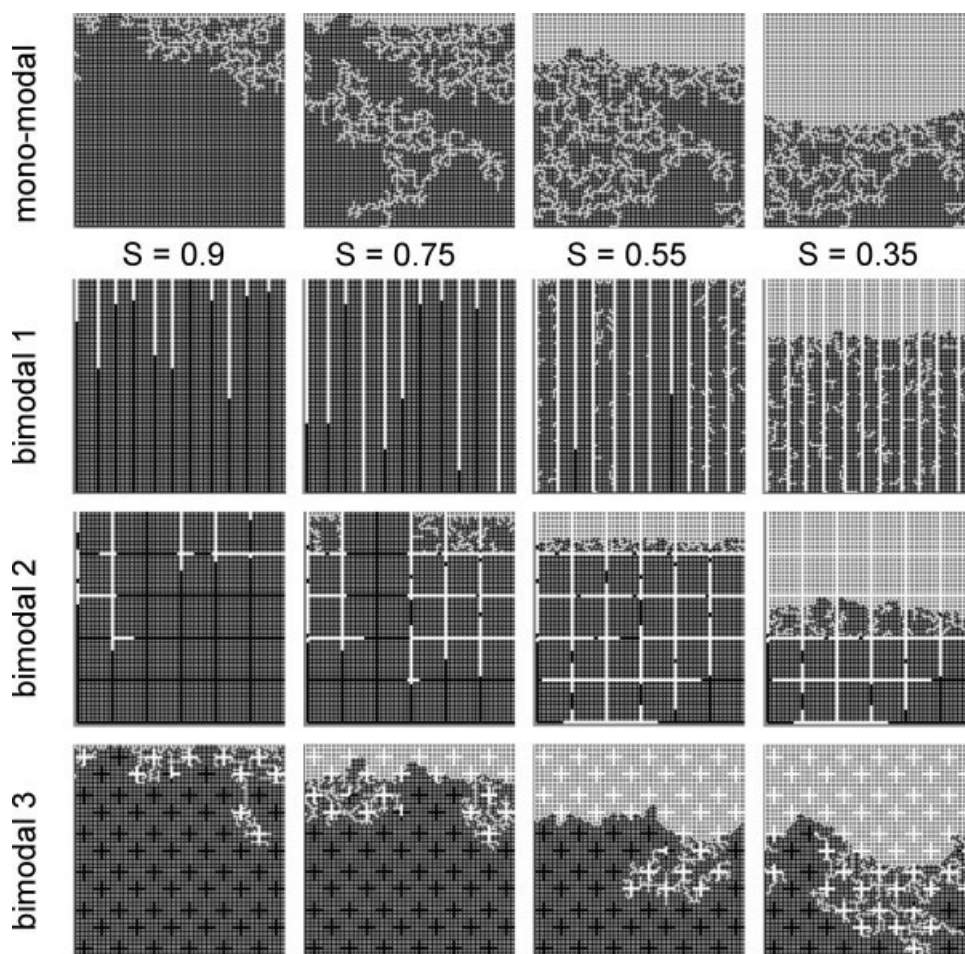 mono-modal
S = 0.9
S = 0.75
S = 0.55
S = 0.35
bimodal 1
bimodal 2
bimodal 3